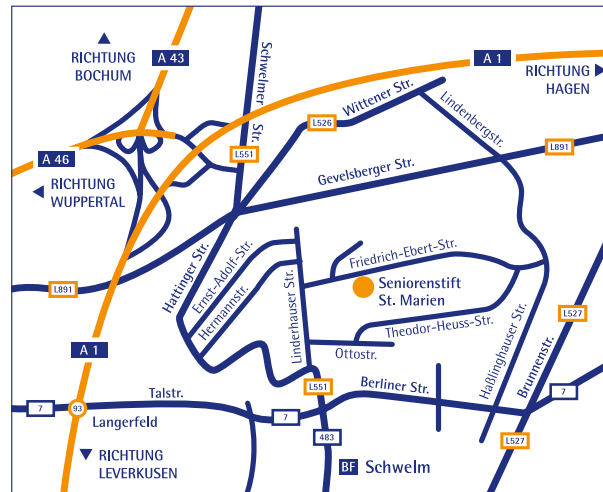 RICHTUNG
BOCHUM
A 43
Schwelmer Str.
A 1
RICHTUNG
HAGEN
Wittener Str.
L526
Lindenbergstr.
L551
L891
A 46
Gevelsberger Str.
RICHTUNG
WUPPERTAL
Hattinger Str.
Ernst-Adolf-Str.
Hermannstr.
Linderhauser Str.
Friedrich-Ebert-Str.
Seniorenstift
St. Marien
L891
Theodor-Heuss-Str.
Ottostr.
Haßlinghauser Str.
L527
Brunnenstr.
A 1
L551
Berliner Str.
Talstr.
7
93
7
7
Langerfeld
483
L527
RICHTUNG
LEVERKUSEN
BF Schwelm